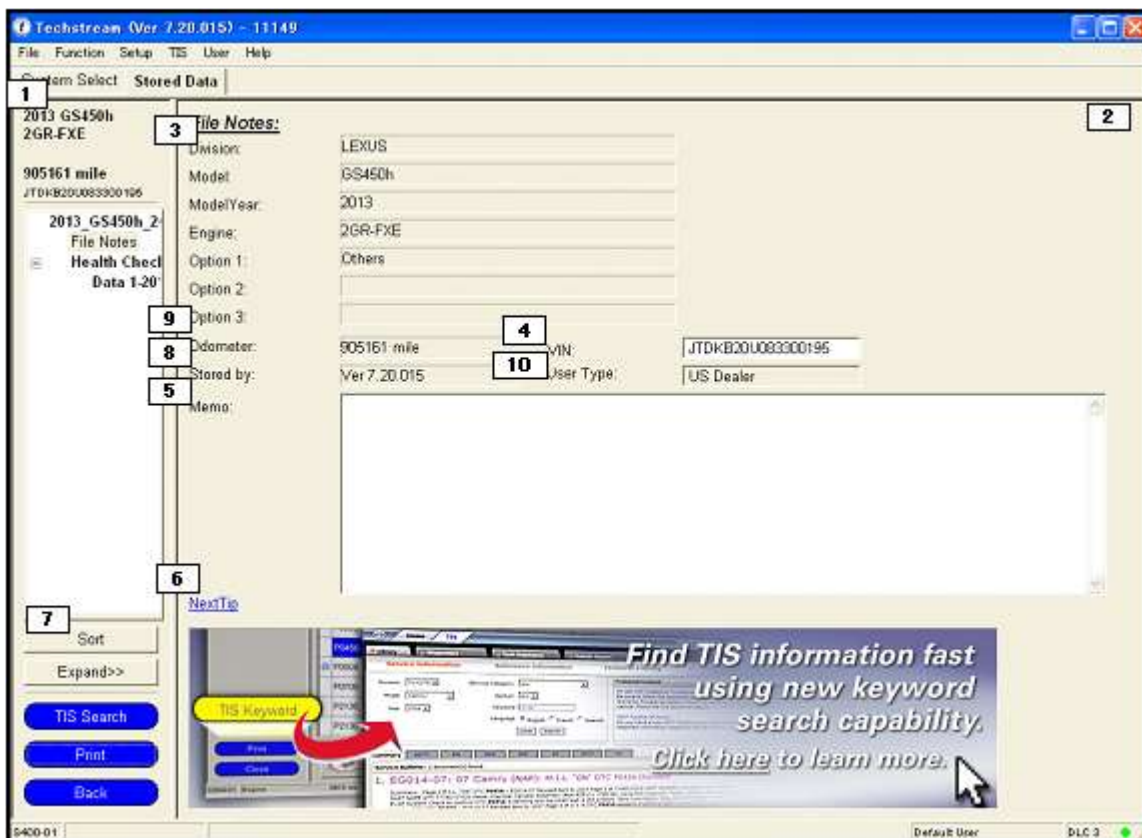 Techstream (Ver 7.20.015) - 11149
File Function Setup TIS User Help
System Select Stored Data
1
2013 GS450h
2GR-FXE
905161 mile
JTDKB20U083300195
2013_GS450h_2
File Notes
Health Checl
Data 1-20
7
Sort
Expand>>
TIS Search
Print
Back
2
3
File Notes:
Division: LEXUS
Model: GS450h
ModelYear: 2013
Engine: 2GR-FXE
Option 1: Others
Option 2:
Option 3:
9
4
Odometer: 905161 mile VIN: JTDKB20U083300195
8
10
Stored by: Ver 7.20.015 User Type: US Dealer
5
Memo:
6
NextTip
TIS Keyword
Print
Close
Find TIS information fast
using new keyword
search capability.
Click here to learn more.
S400-01 Default User DLC 3